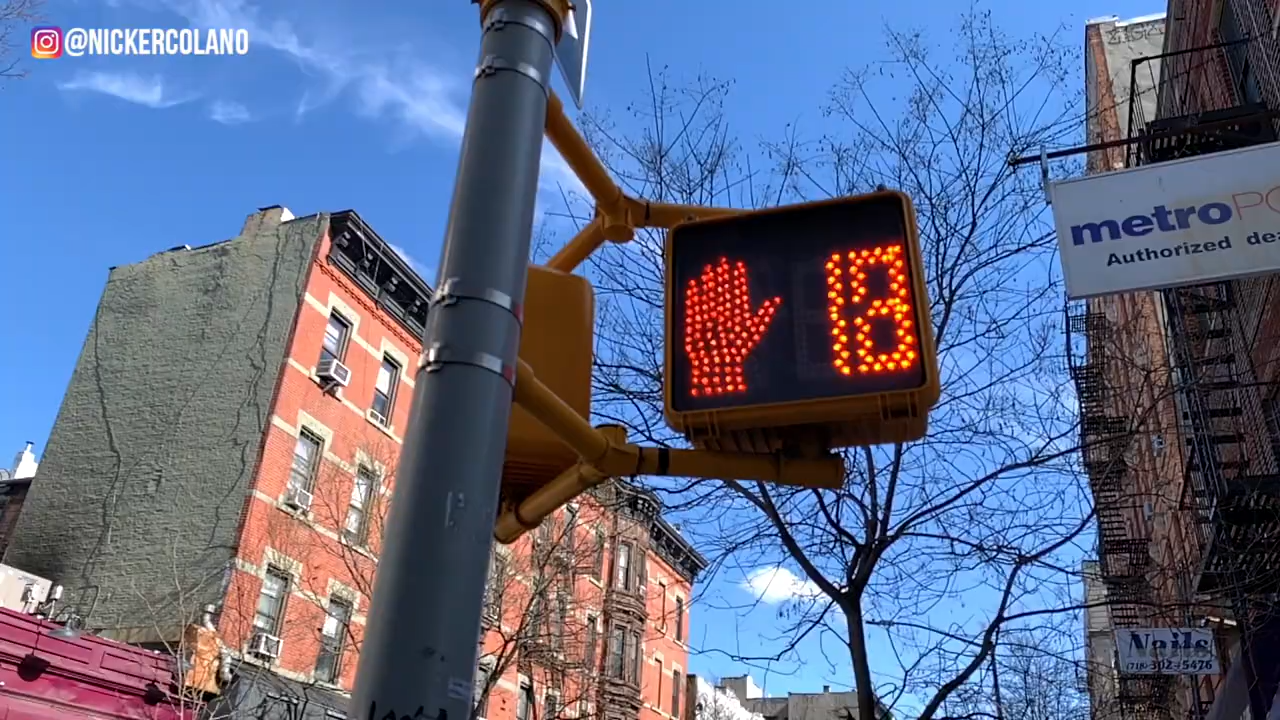 @NICKERCOLANO
18
metroPC
Authorized dea
Nails
(718)-302-5476